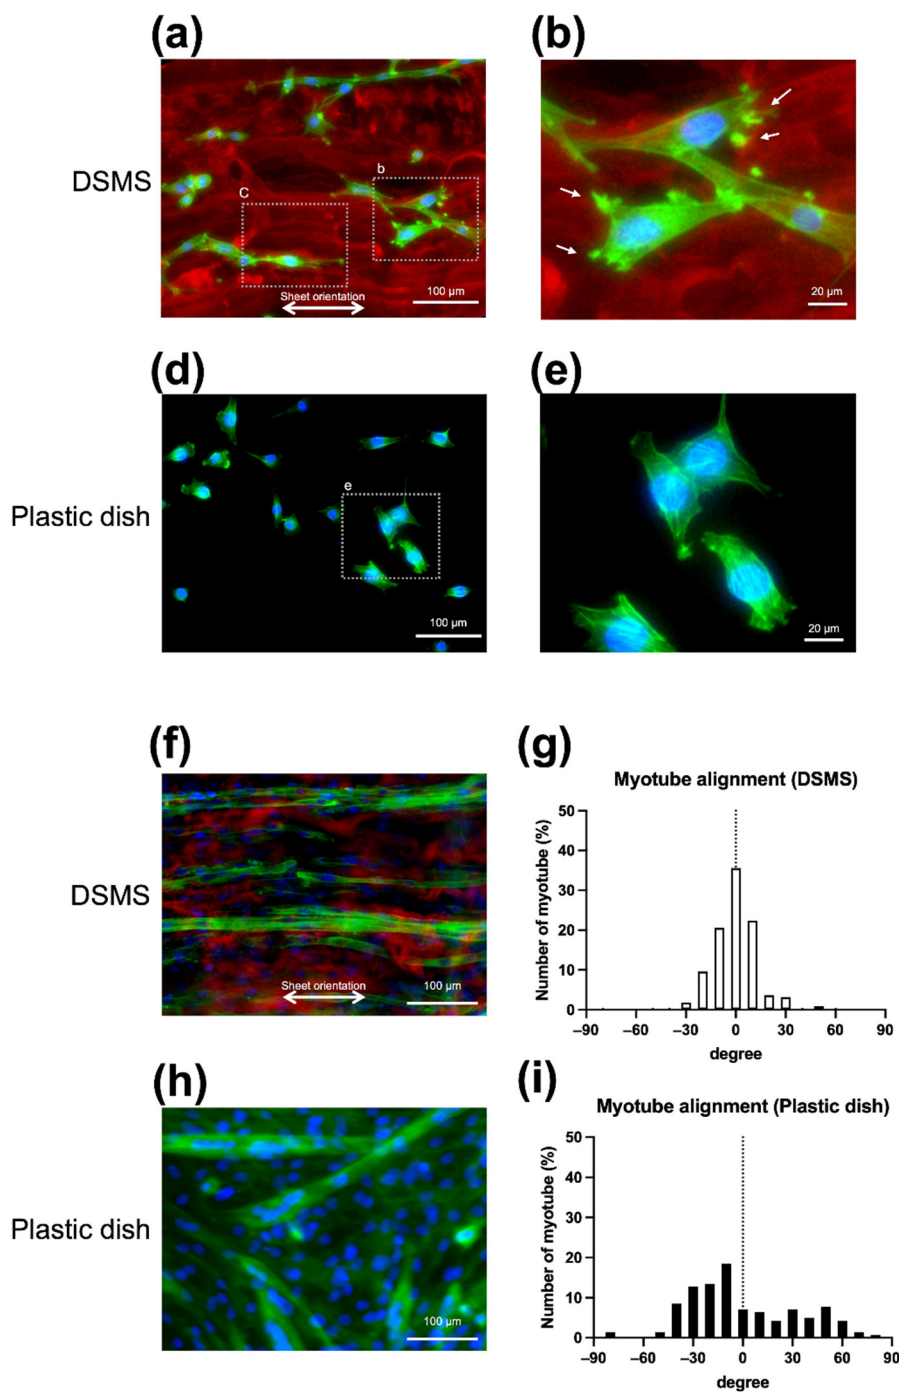 (a)
(b)
DSMS
b
C
Sheet orientation
100 µm
20 µm
(d)
(e)
Plastic dish
e
100 µm
20 µm
(f)
(g)
DSMS
Sheet orientation
100 µm
Myotube alignment (DSMS)
Number of myotube (%)
50
40
30
20
10
0
–90 –60 –30 0 30 60 90
degree
(h)
(i)
Plastic dish
100 µm
Myotube alignment (Plastic dish)
Number of myotube (%)
50
40
30
20
10
0
–90 –60 –30 0 30 60 90
degree